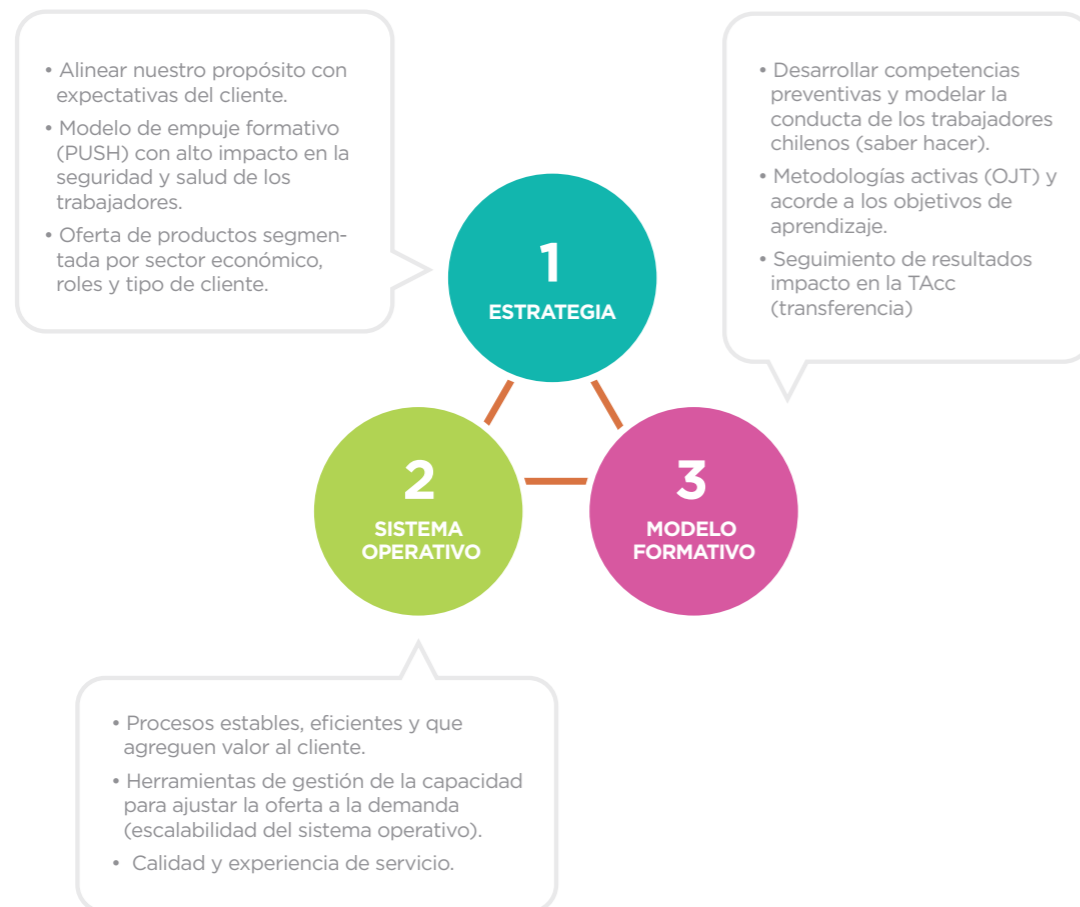 • Alinear nuestro propósito con
expectativas del cliente.
• Modelo de empuje formativo
(PUSH) con alto impacto en la
seguridad y salud de los
trabajadores.
• Oferta de productos segmen-
tada por sector económico,
roles y tipo de cliente.
• Desarrollar competencias
preventivas y modelar la
conducta de los trabajadores
chilenos (saber hacer).
• Metodologías activas (OJT) y
acorde a los objetivos de
aprendizaje.
• Seguimiento de resultados
impacto en la TAcc
(transferencia)
1
ESTRATEGIA
2
SISTEMA
OPERATIVO
3
MODELO
FORMATIVO
• Procesos estables, eficientes y que
agreguen valor al cliente.
• Herramientas de gestión de la capacidad
para ajustar la oferta a la demanda
(escalabilidad del sistema operativo).
• Calidad y experiencia de servicio.